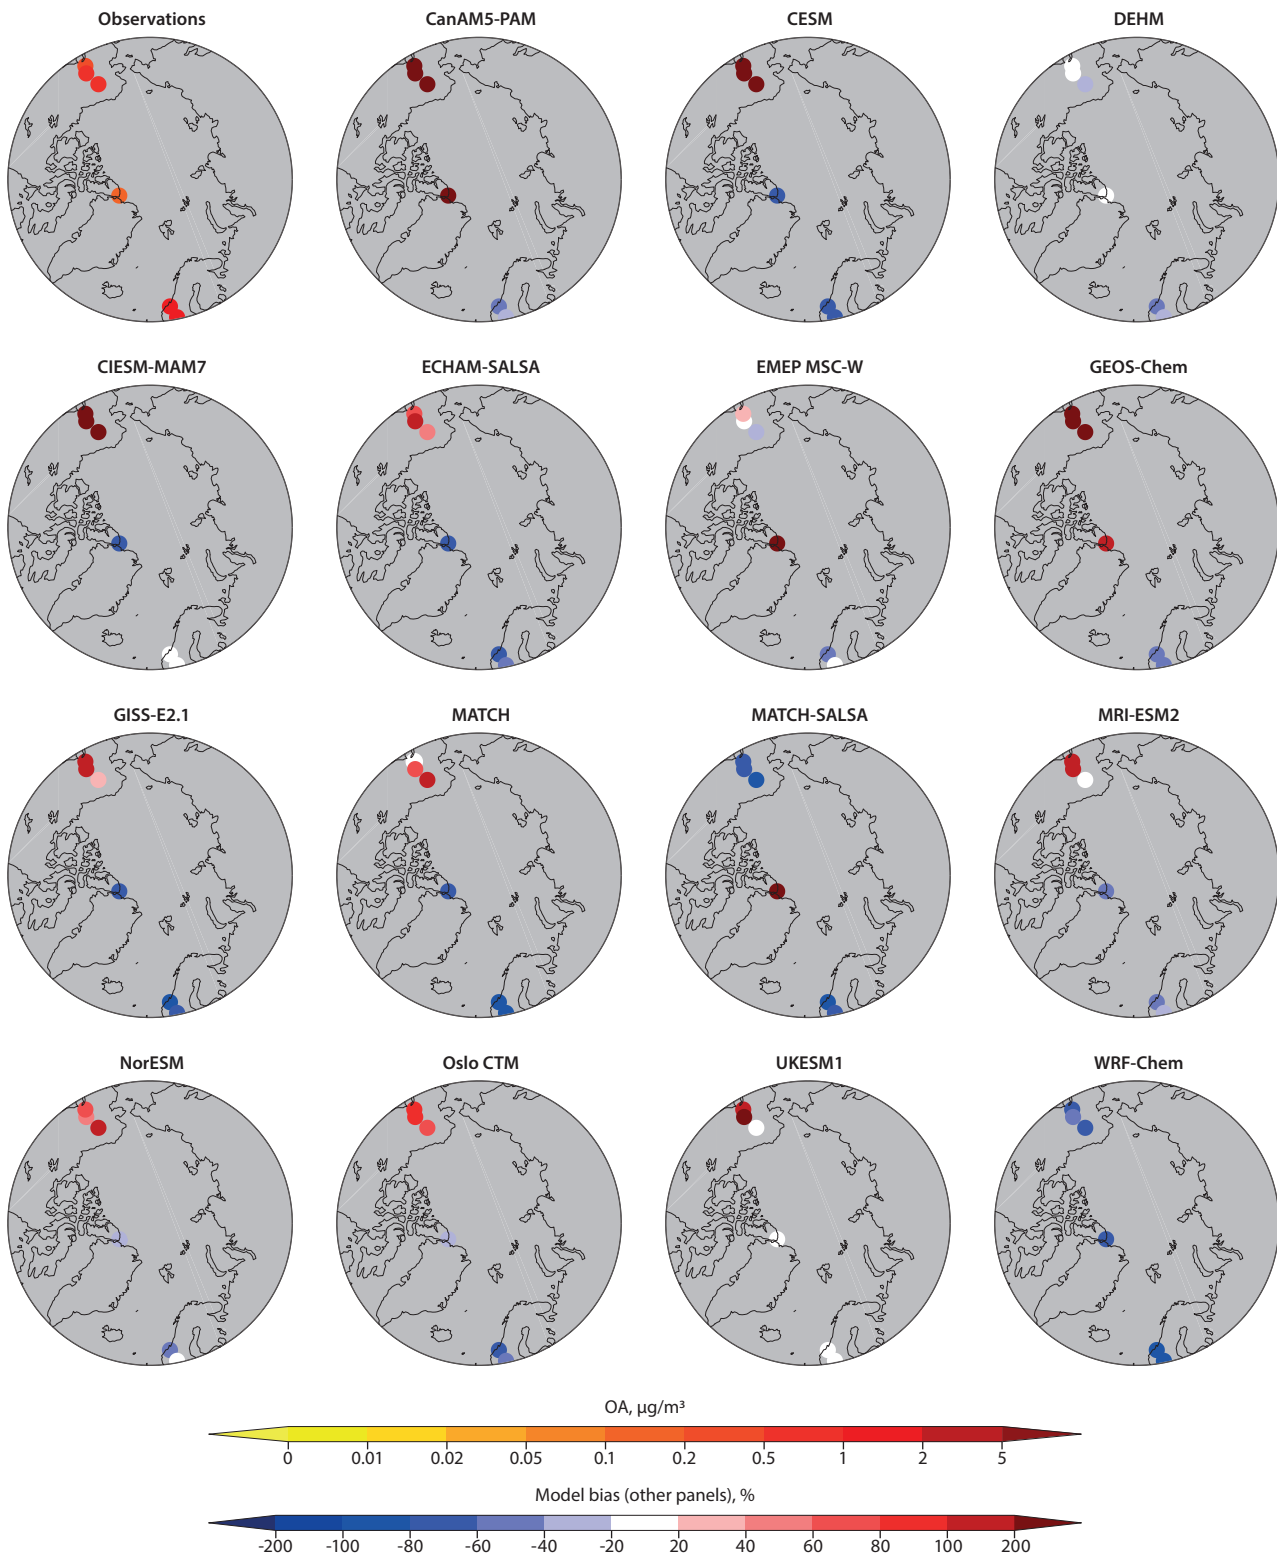 Observations CanAM5-PAM CESM DEHM
CIESM-MAM7 ECHAM-SALSA EMEP MSC-W GEOS-Chem
GISS-E2.1 MATCH MATCH-SALSA MRI-ESM2
NorESM Oslo CTM UKESM1 WRF-Chem
OA, µg/m³
0 0.01 0.02 0.05 0.1 0.2 0.5 1 2 5
Model bias (other panels), %
-200 -100 -80 -60 -40 -20 20 40 60 80 100 200